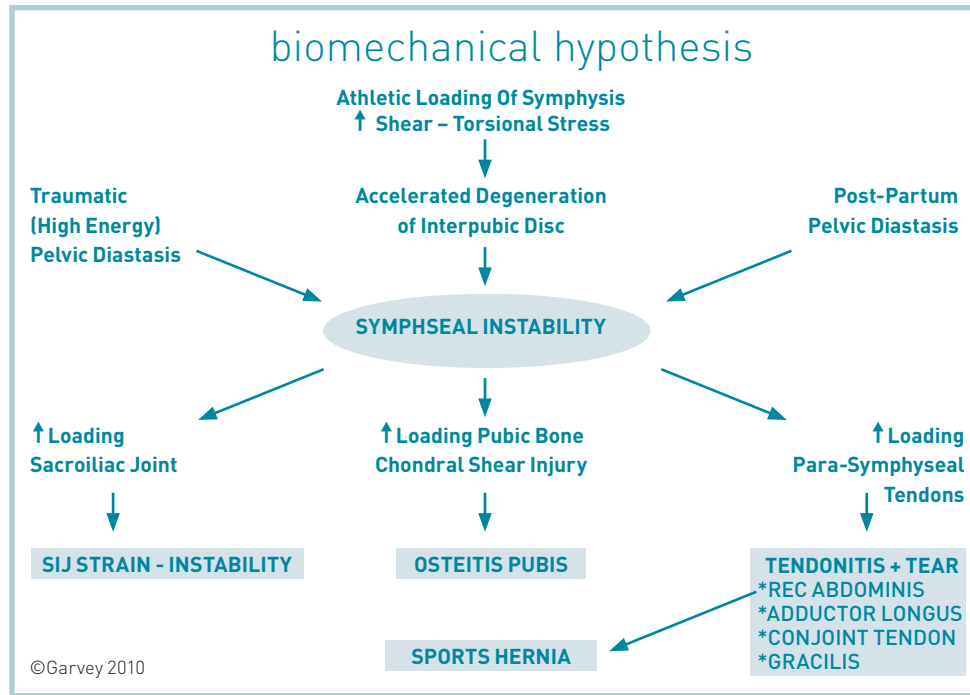 biomechanical hypothesis
Athletic Loading Of Symphysis
↑ Shear – Torsional Stress
Traumatic
(High Energy)
Pelvic Diastasis
Accelerated Degeneration
of Interpubic Disc
Post-Partum
Pelvic Diastasis
SYMPHSEAL INSTABILITY
↑ Loading
Sacroiliac Joint
↑ Loading Pubic Bone
Chondral Shear Injury
↑ Loading
Para-Symphyseal
Tendons
SIJ STRAIN - INSTABILITY
OSTEITIS PUBIS
TENDONITIS + TEAR
*REC ABDOMINIS
*ADDUCTOR LONGUS
*CONJOINT TENDON
*GRACILIS
SPORTS HERNIA
©Garvey 2010